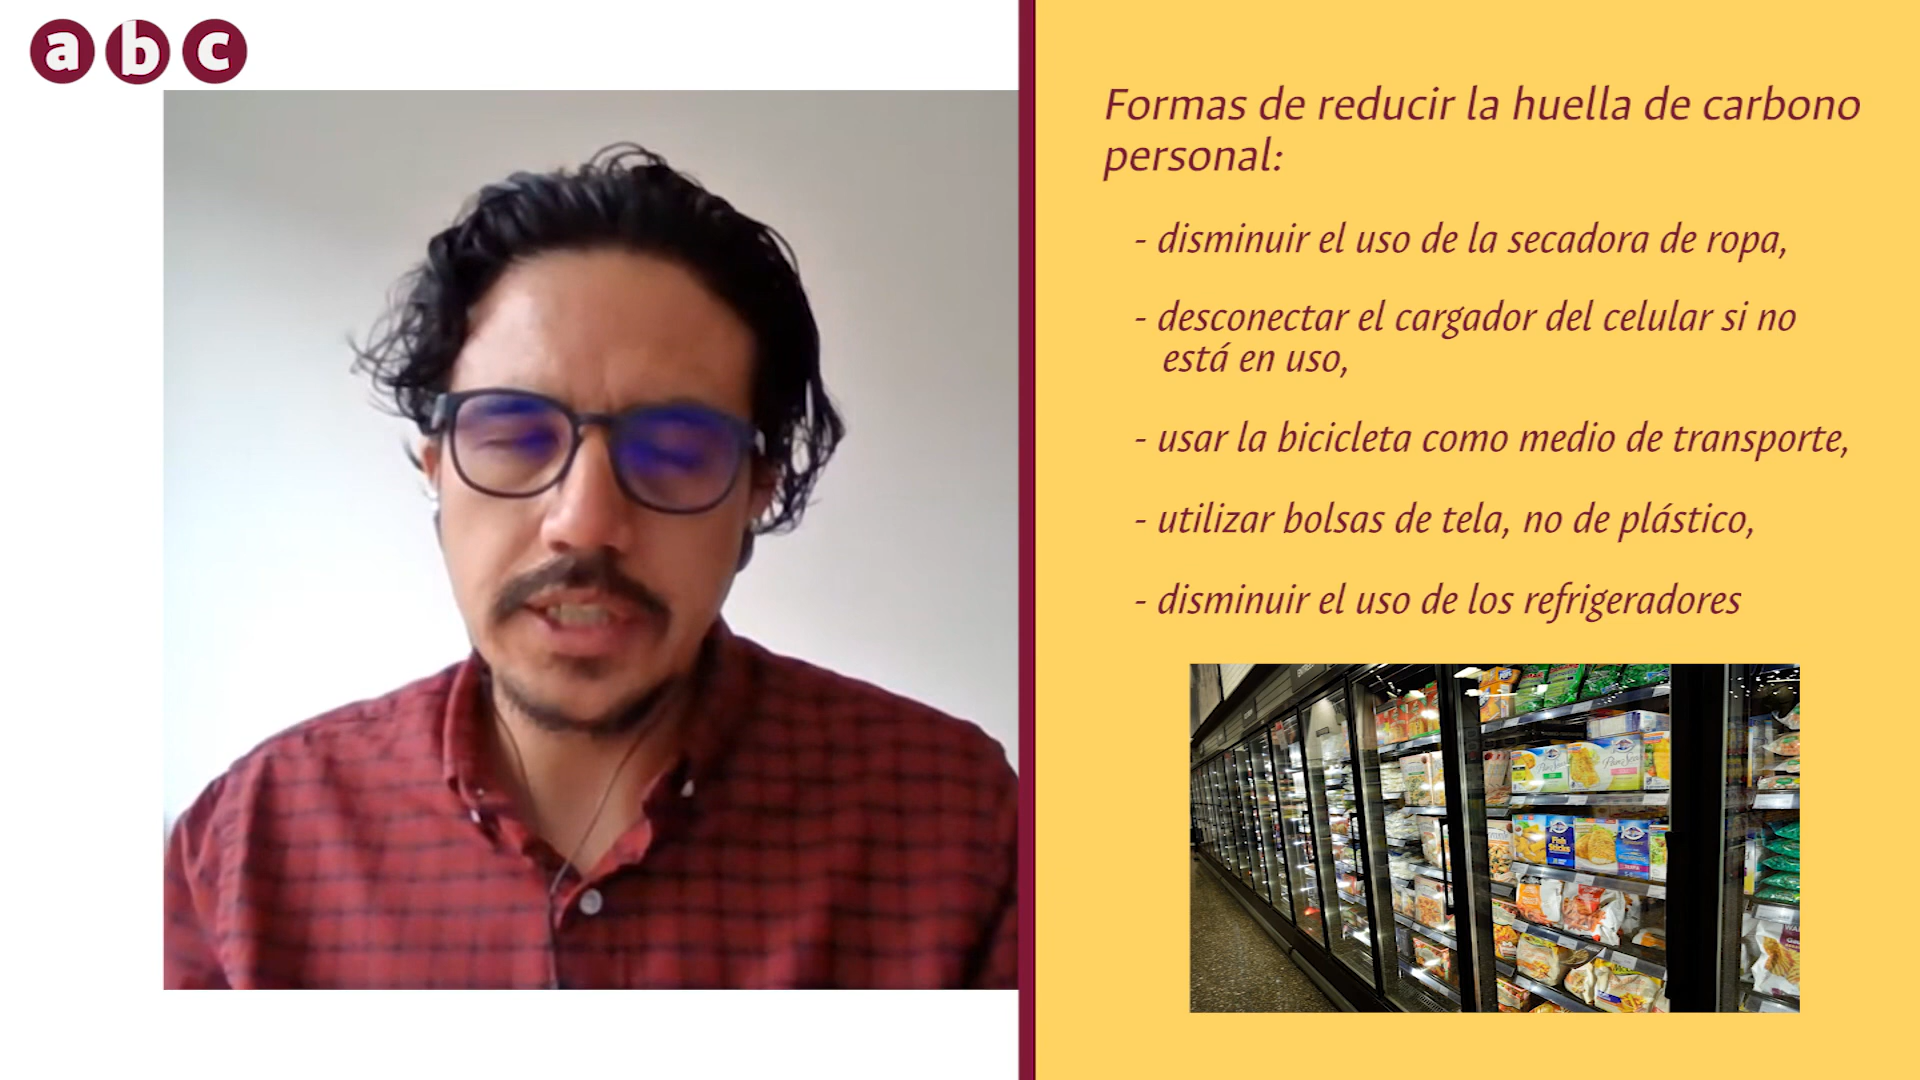 a b c
Formas de reducir la huella de carbono
personal:
- disminuir el uso de la secadora de ropa,
- desconectar el cargador del celular si no
está en uso,
- usar la bicicleta como medio de transporte,
- utilizar bolsas de tela, no de plástico,
- disminuir el uso de los refrigeradores
Fish
Sticks